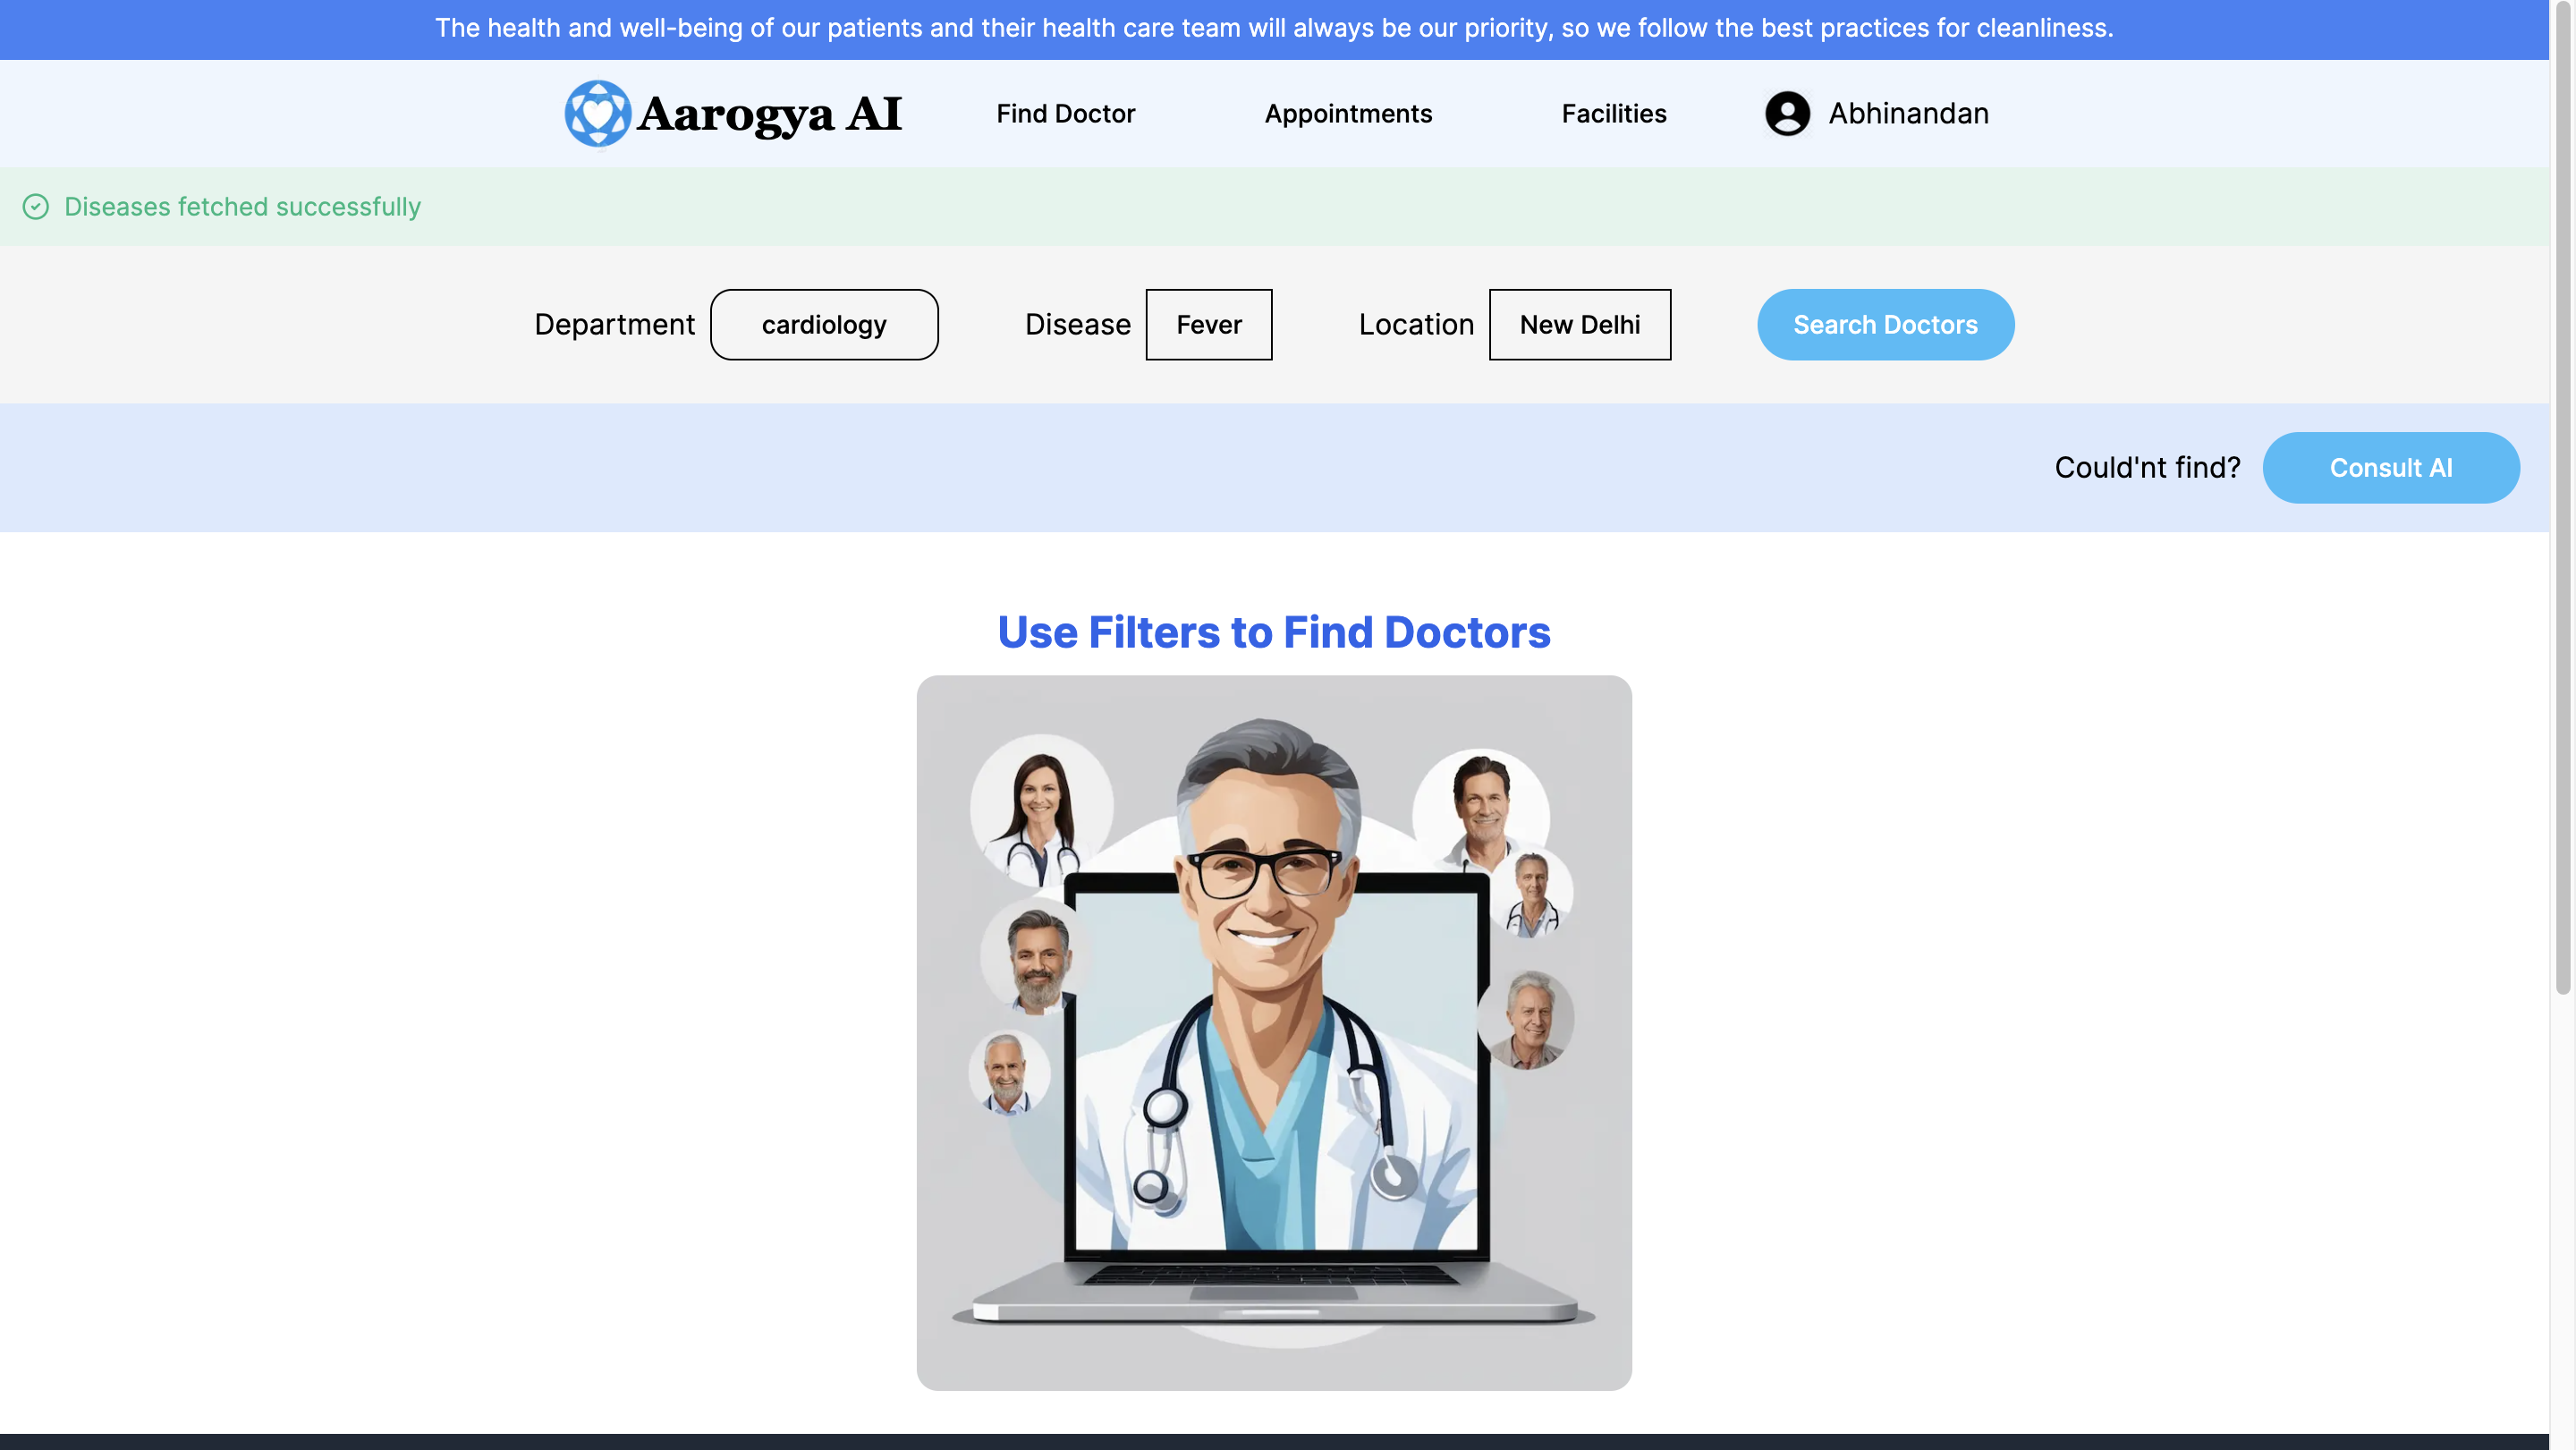 The health and well-being of our patients and their health care team will always be our priority, so we follow the best practices for cleanliness.
Aarogya AI Find Doctor Appointments Facilities Abhinandan
Diseases fetched successfully
Department cardiology Disease Fever Location New Delhi Search Doctors
Could'nt find? Consult AI
Use Filters to Find Doctors